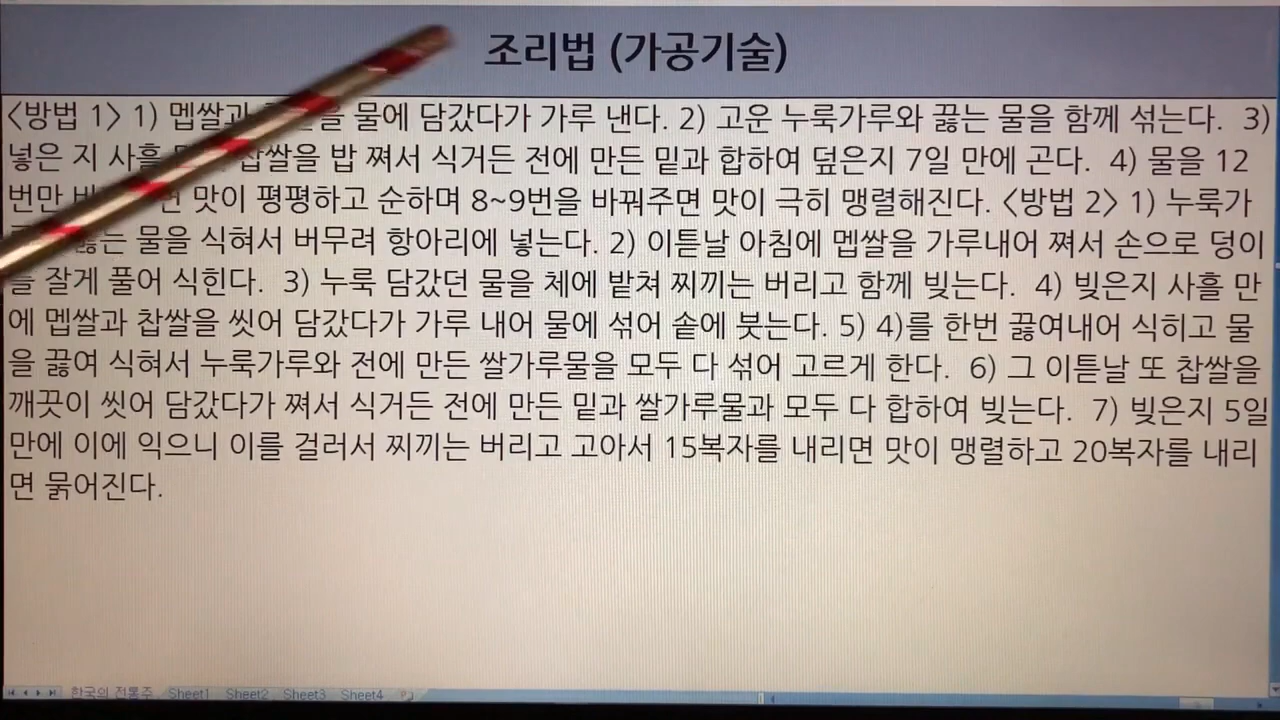 조리법 (가공기술)
<방법 1> 1) 멥쌀과 물에 담갔다가 가루 낸다. 2) 고운 누룩가루와 끓는 물을 함께 섞는다. 3)
넣은 지 사흘 찹쌀을 밥 쪄서 식거든 전에 만든 밑과 합하여 덮은지 7일 만에 곤다. 4) 물을 12
번만 맛이 평평하고 순하며 8~9번을 바꿔주면 맛이 극히 맹렬해진다. <방법 2> 1) 누룩가
물을 식혀서 버무려 항아리에 넣는다. 2) 이튿날 아침에 멥쌀을 가루내어 쪄서 손으로 덩이
를 잘게 풀어 식힌다. 3) 누룩 담갔던 물을 체에 밭쳐 찌끼는 버리고 함께 빚는다. 4) 빚은지 사흘 만
에 멥쌀과 찹쌀을 씻어 담갔다가 가루 내어 물에 섞어 솥에 붓는다. 5) 4)를 한번 끓여내어 식히고 물
을 끓여 식혀서 누룩가루와 전에 만든 쌀가루물을 모두 다 섞어 고르게 한다. 6) 그 이튿날 또 찹쌀을
깨끗이 씻어 담갔다가 쪄서 식거든 전에 만든 밑과 쌀가루물과 모두 다 합하여 빚는다. 7) 빚은지 5일
만에 이에 익으니 이를 걸러서 찌끼는 버리고 고아서 15복자를 내리면 맛이 맹렬하고 20복자를 내리
면 묽어진다.
한국의 전통주 Sheet1 Sheet2 Sheet3 Sheet4